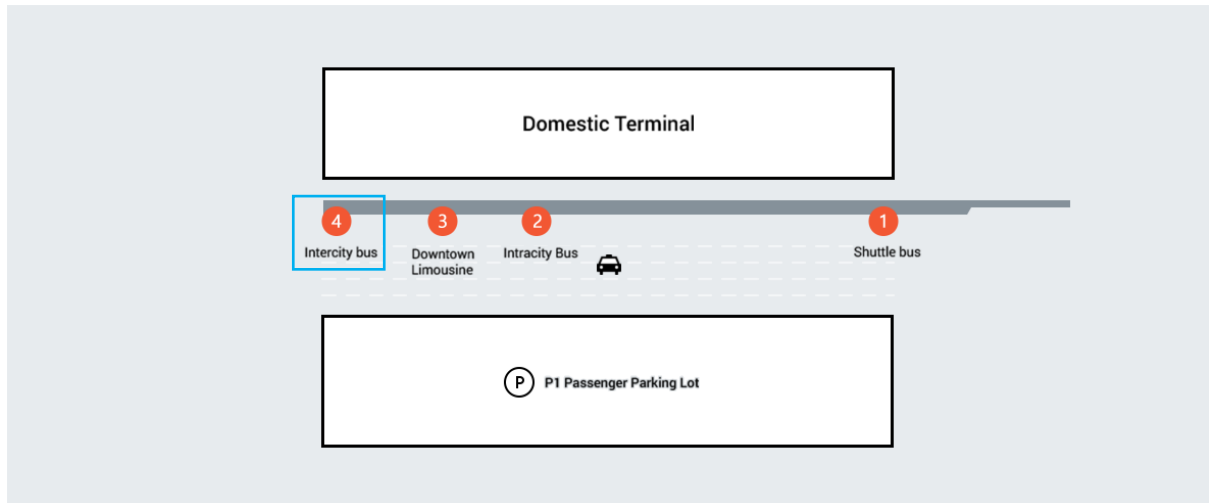 Domestic Terminal
4
3
2
1
Intercity bus
Downtown
Limousine
Intracity Bus
Shuttle bus
P
P1 Passenger Parking Lot